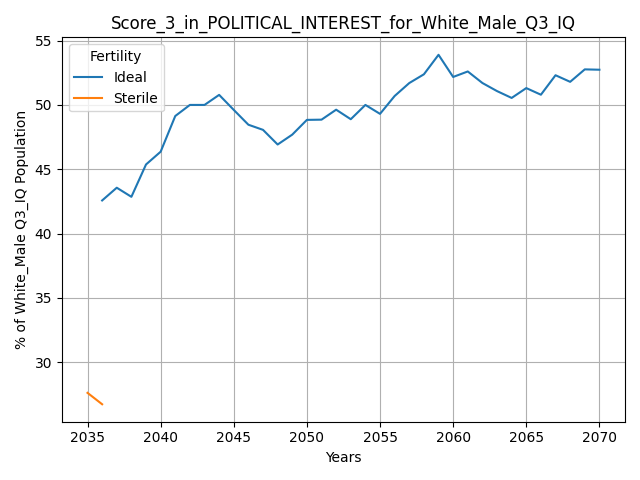 Score_3_in_POLITICAL_INTEREST_for_White_Male_Q3_IQ
% of White_Male Q3_IQ Population
55
50
45
40
35
30
Fertility
Ideal
Sterile
2035 2040 2045 2050 2055 2060 2065 2070
Years